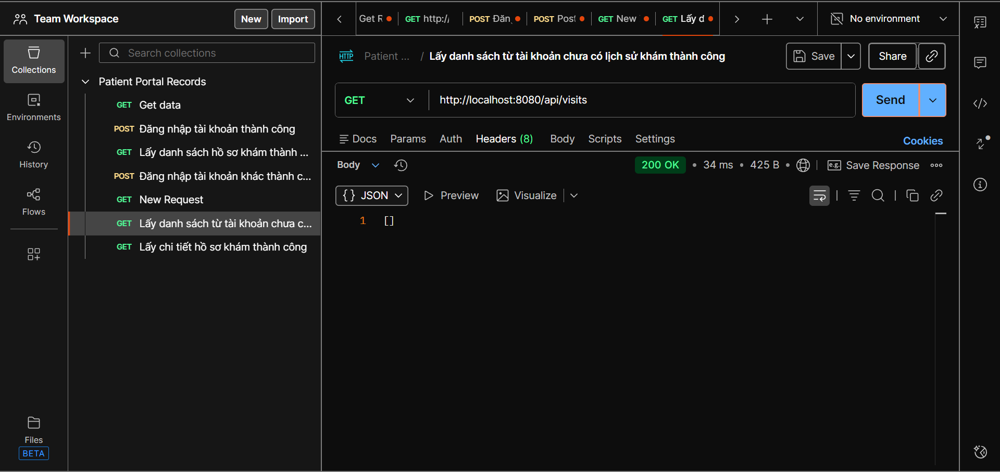 Team Workspace
New
Import
Get R
GET http://
POST Đăn
POST Post
GET New
GET Lấy d
No environment
Collections
Environments
History
Flows
Files
BETA
Search collections
Patient Portal Records
GET Get data
POST Đăng nhập tài khoản thành công
GET Lấy danh sách hồ sơ khám thành ...
POST Đăng nhập tài khoản khác thành c...
GET New Request
GET Lấy danh sách từ tài khoản chưa c...
GET Lấy chi tiết hồ sơ khám thành công
HTTP Patient ... / Lấy danh sách từ tài khoản chưa có lịch sử khám thành công
Save
Share
GET http://localhost:8080/api/visits
Send
Docs Params Auth Headers (8) Body Scripts Settings
Cookies
Body
200 OK • 34 ms • 425 B •
e.g. Save Response
{} JSON
Preview
Visualize
1 []